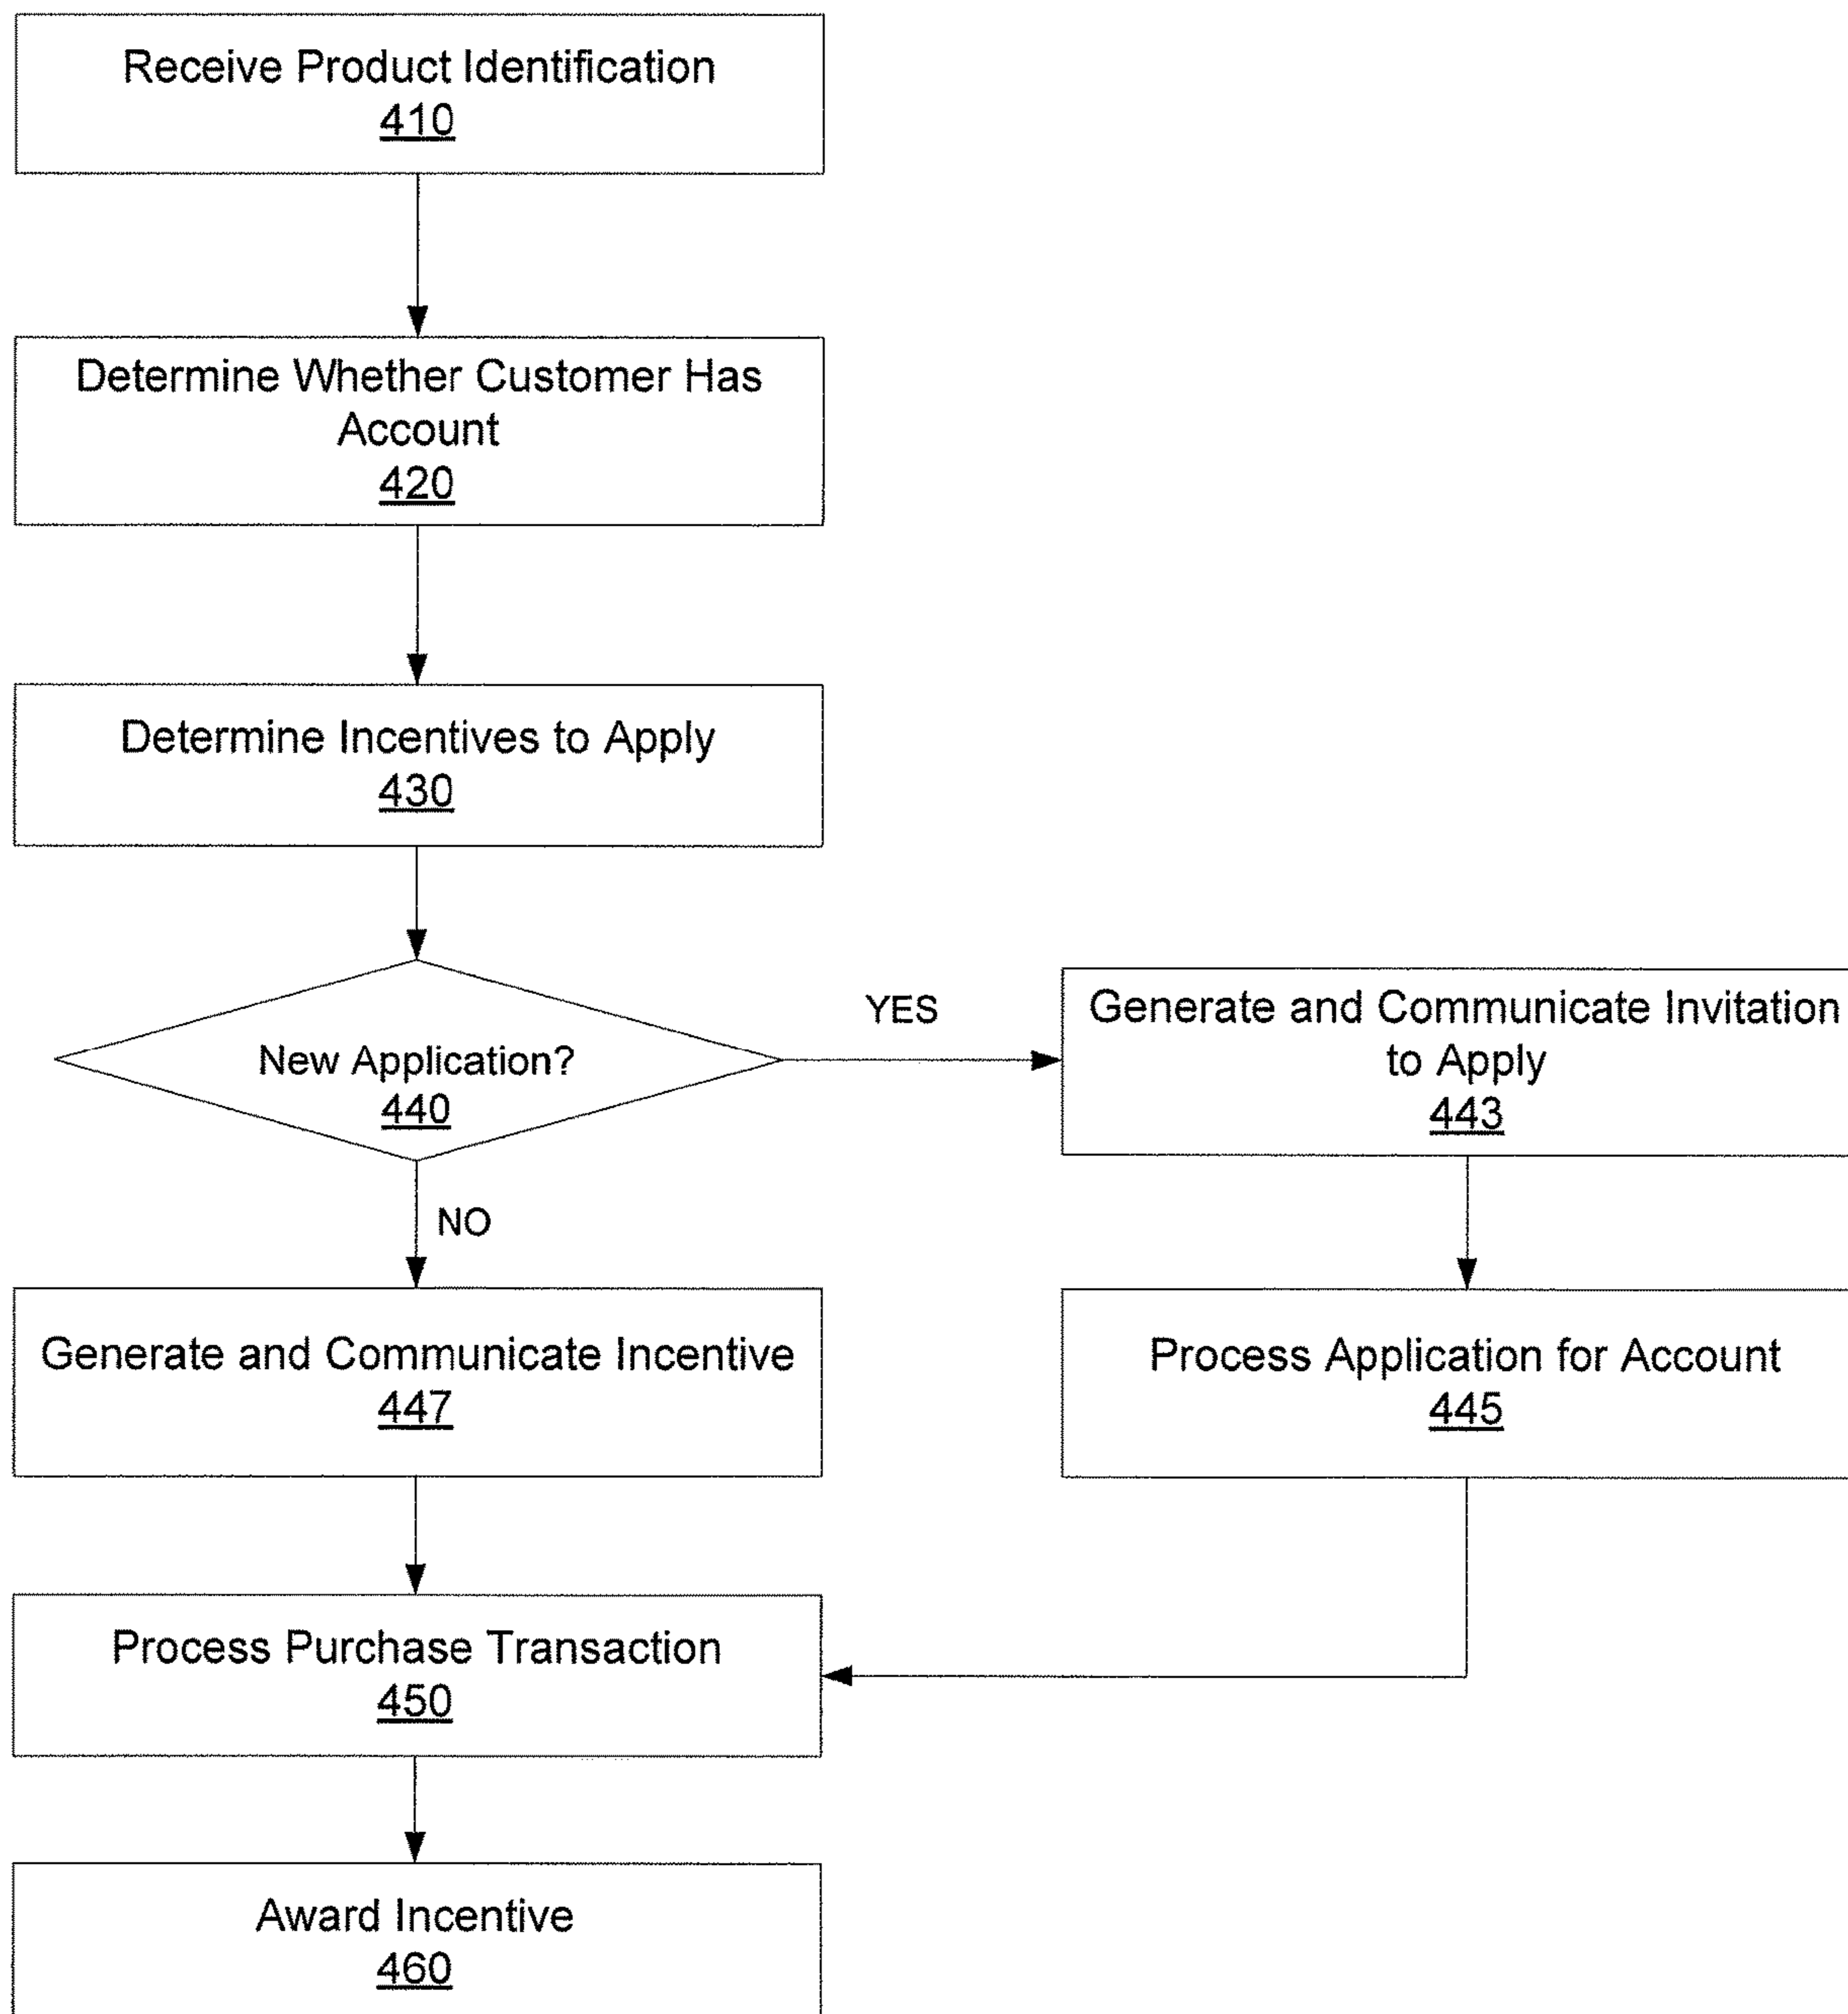 Receive Product Identification
410
Determine Whether Customer Has
Account
420
Determine Incentives to Apply
430
New Application?
440
YES
Generate and Communicate Invitation
to Apply
443
NO
Generate and Communicate Incentive
447
Process Application for Account
445
Process Purchase Transaction
450
Award Incentive
460